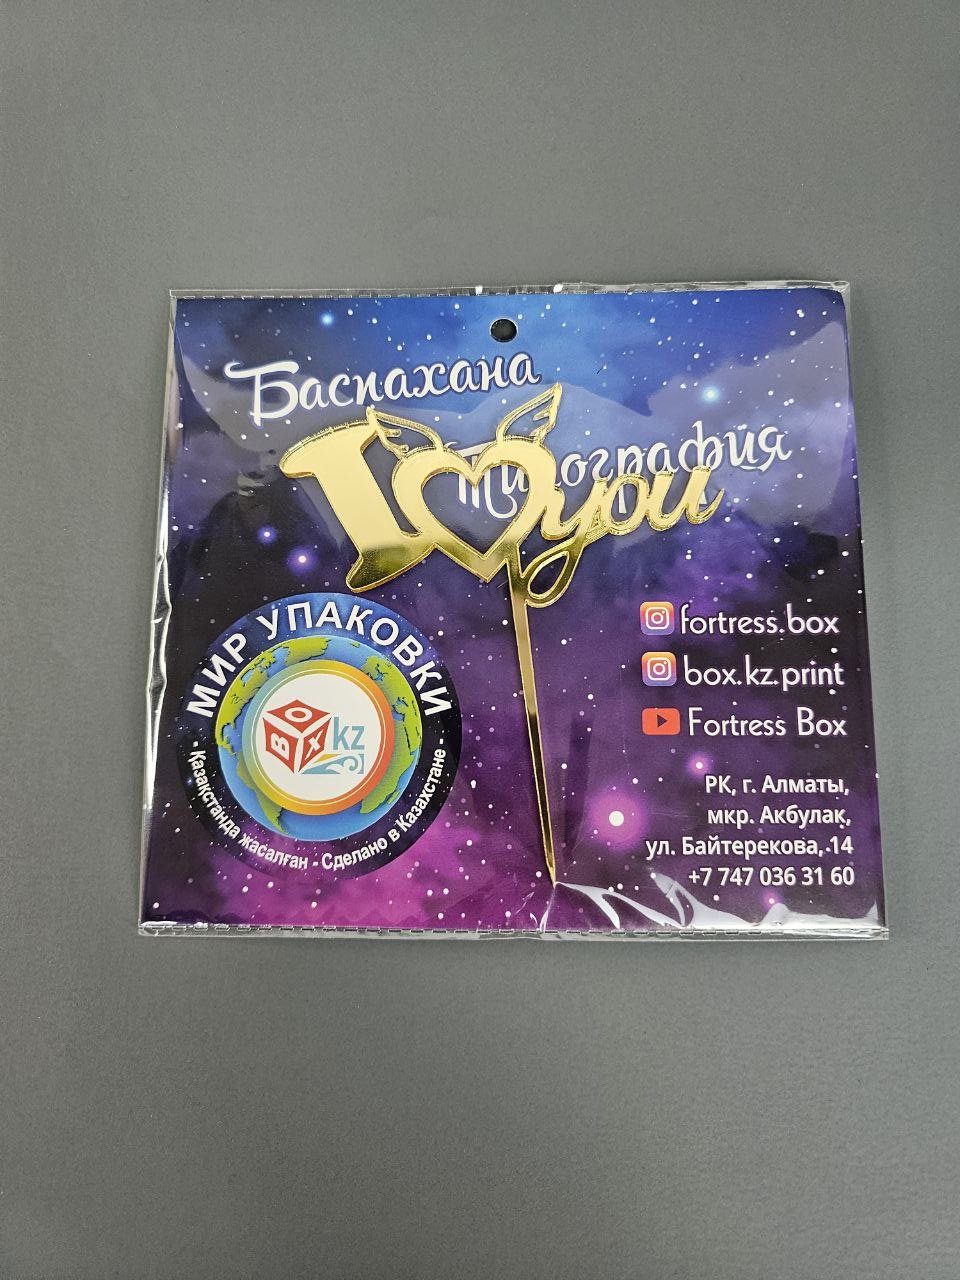 Баспахана
типография
I you
МИР УПАКОВКИ
BOX kz
- Қазақстанда жасалған - Сделано в Казахстане -
fortress.box
box.kz.print
Fortress Box
РК, г. Алматы,
мкр. Акбулак,
ул. Байтерекова, 14
+7 747 036 31 60